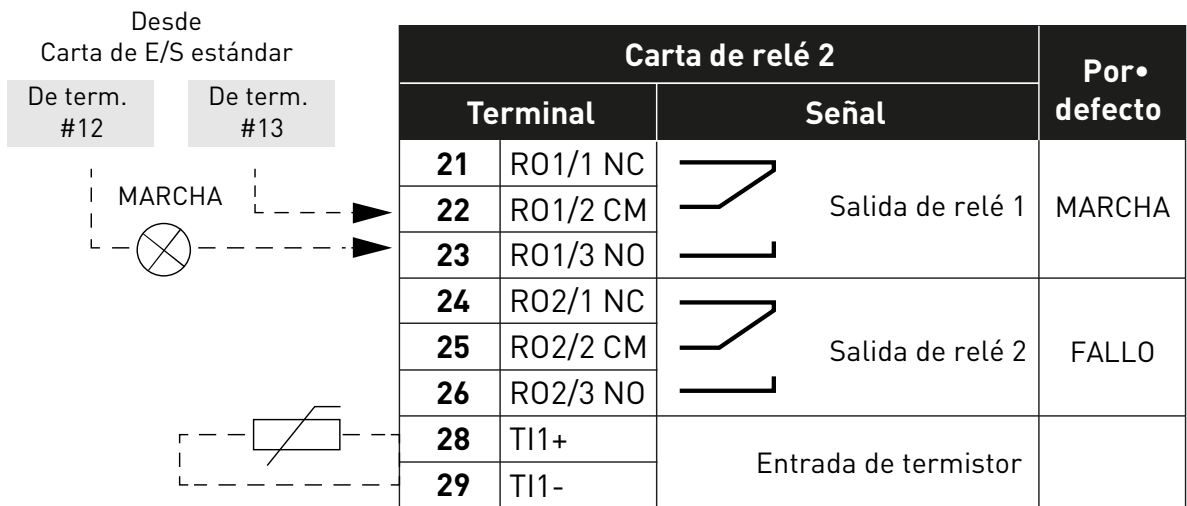 Desde
Carta de E/S estándar
De term.
#12
De term.
#13
MARCHA
Carta de relé 2
Por•
defecto
Terminal
Señal
21 RO1/1 NC
22 RO1/2 CM
23 RO1/3 NO
Salida de relé 1
MARCHA
24 RO2/1 NC
25 RO2/2 CM
26 RO2/3 NO
Salida de relé 2
FALLO
28 TI1+
29 TI1-
Entrada de termistor